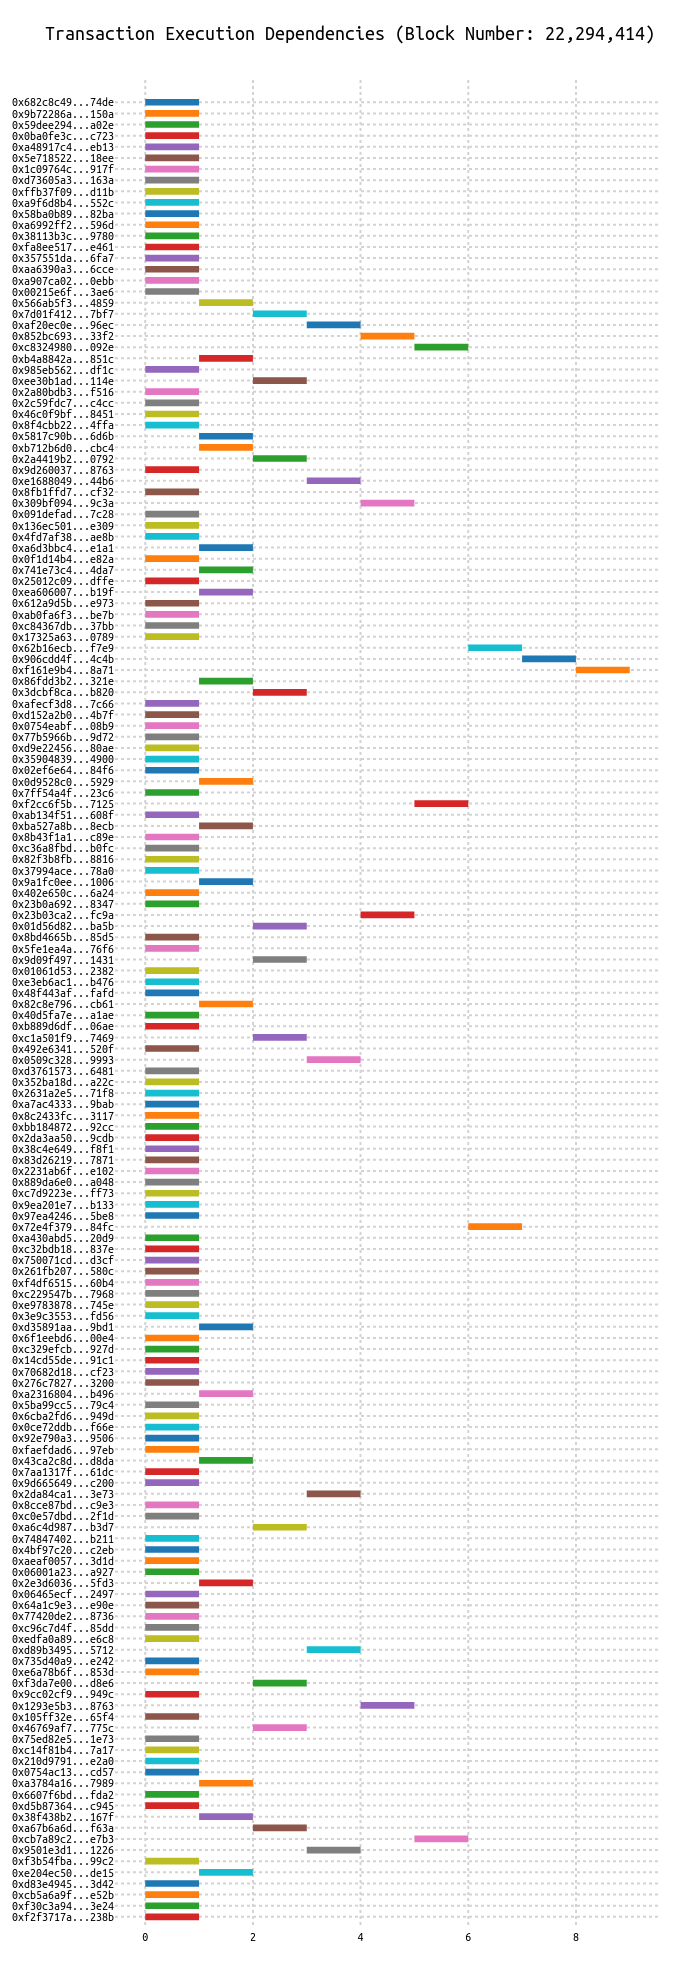 Transaction Execution Dependencies (Block Number: 22,294,414)
0x682c8c49...74de
0x9b72286a...150a
0x59dee294...a02e
0x0ba0fe3c...c723
0xa48917c4...eb13
0x5e718522...18ee
0x1c09764c...917f
0xd73605a3...163a
0xffb37f09...d11b
0xa9f6d8b4...552c
0x58ba0b89...82ba
0xa6992ff2...596d
0x38113b3c...9780
0xfa8ee517...e461
0x357551da...6fa7
0xaa6390a3...6cce
0xa907ca02...0ebb
0x00215e6f...3ae6
0x566ab5f3...4859
0x7d01f412...7bf7
0xaf20ec0e...96ec
0x852bc693...33f2
0xc8324980...092e
0xb4a8842a...851c
0x985eb562...df1c
0xee30b1ad...114e
0x2a80bdb3...f516
0x2c59fdc7...c4cc
0x46c0f9bf...8451
0x8f4cbb22...4ffa
0x5817c90b...6d6b
0xb712b6d0...cbc4
0x2a4419b2...0792
0x9d260037...8763
0xe1688049...44b6
0x8fb1ffd7...cf32
0x309bf094...9c3a
0x091defad...7c28
0x136ec501...e309
0x4fd7af38...ae8b
0xa6d3bbc4...e1a1
0x0f1d14b4...e82a
0x741e73c4...4da7
0x25012c09...dffe
0xea606007...b19f
0x612a9d5b...e973
0xab0fa6f3...be7b
0xc84367db...37bb
0x17325a63...0789
0x62b16ecb...f7e9
0x906cdd4f...4c4b
0xf161e9b4...8a71
0x86fdd3b2...321e
0x3dcbf8ca...b820
0xafecf3d8...7c66
0xd152a2b0...4b7f
0x0754eabf...08b9
0x77b5966b...9d72
0xd9e22456...80ae
0x35904839...4900
0x02ef6e64...84f6
0x0d9528c0...5929
0x7ff54a4f...23c6
0xf2cc6f5b...7125
0xab134f51...608f
0xba527a8b...8ecb
0x8b43f1a1...c89e
0xc36a8fbd...b0fc
0x82f3b8fb...8816
0x37994ace...78a0
0x9a1fc0ee...1006
0x402e650c...6a24
0x23b0a692...8347
0x23b03ca2...fc9a
0x01d56d82...ba5b
0x8bd4665b...85d5
0x5fe1ea4a...76f6
0x9d09f497...1431
0x01061d53...2382
0xe3eb6ac1...b476
0x48f443af...fafd
0x82c8e796...cb61
0x40d5fa7e...a1ae
0xb889d6df...06ae
0xc1a501f9...7469
0x492e6341...520f
0x0509c328...9993
0xd3761573...6481
0x352ba18d...a22c
0x2631a2e5...71f8
0xa7ac4333...9bab
0x8c2433fc...3117
0xbb184872...92cc
0x2da3aa50...9cdb
0x38c4e649...f8f1
0x83d26219...7871
0x2231ab6f...e102
0x889da6e0...a048
0xc7d9223e...ff73
0x9ea201e7...b133
0x97ea4246...5be8
0x72e4f379...84fc
0xa430abd5...20d9
0xc32bdb18...837e
0x750071cd...d3cf
0x261fb207...580c
0xf4df6515...60b4
0xc229547b...7968
0xe9783878...745e
0x3e9c3553...fd56
0xd35891aa...9bd1
0x6f1eebd6...00e4
0xc329efcb...927d
0x14cd55de...91c1
0x70682d18...cf23
0x276c7827...3200
0xa2316804...b496
0x5ba99cc5...79c4
0x6cba2fd6...949d
0x0ce72ddb...f66e
0x92e790a3...9506
0xfaefdad6...97eb
0x43ca2c8d...d8da
0x7aa1317f...61dc
0x9d665649...c200
0x2da84ca1...3e73
0x8cce87bd...c9e3
0xc0e57dbd...2f1d
0xa6c4d987...b3d7
0x74847402...b211
0x4bf97c20...c2eb
0xaeaf0057...3d1d
0x06001a23...a927
0x2e3d6036...5fd3
0x06465ecf...2497
0x64a1c9e3...e90e
0x77420de2...8736
0xc96c7d4f...85dd
0xedfa0a89...e6c8
0xd89b3495...5712
0x735d40a9...e242
0xe6a78b6f...853d
0xf3da7e00...d8e6
0x9cc02cf9...949c
0x1293e5b3...8763
0x105ff32e...65f4
0x46769af7...775c
0x75ed82e5...1e73
0xc14f81b4...7a17
0x210d9791...e2a0
0x0754ac13...cd57
0xa3784a16...7989
0x6607f6bd...fda2
0xd5b87364...c945
0x38f438b2...167f
0xa67b6a6d...f63a
0xcb7a89c2...e7b3
0x9501e3d1...1226
0xf3b54fba...99c2
0xe204ec50...de15
0xd83e4945...3d42
0xcb5a6a9f...e52b
0xf30c3a94...3e24
0xf2f3717a...238b
0 2 4 6 8